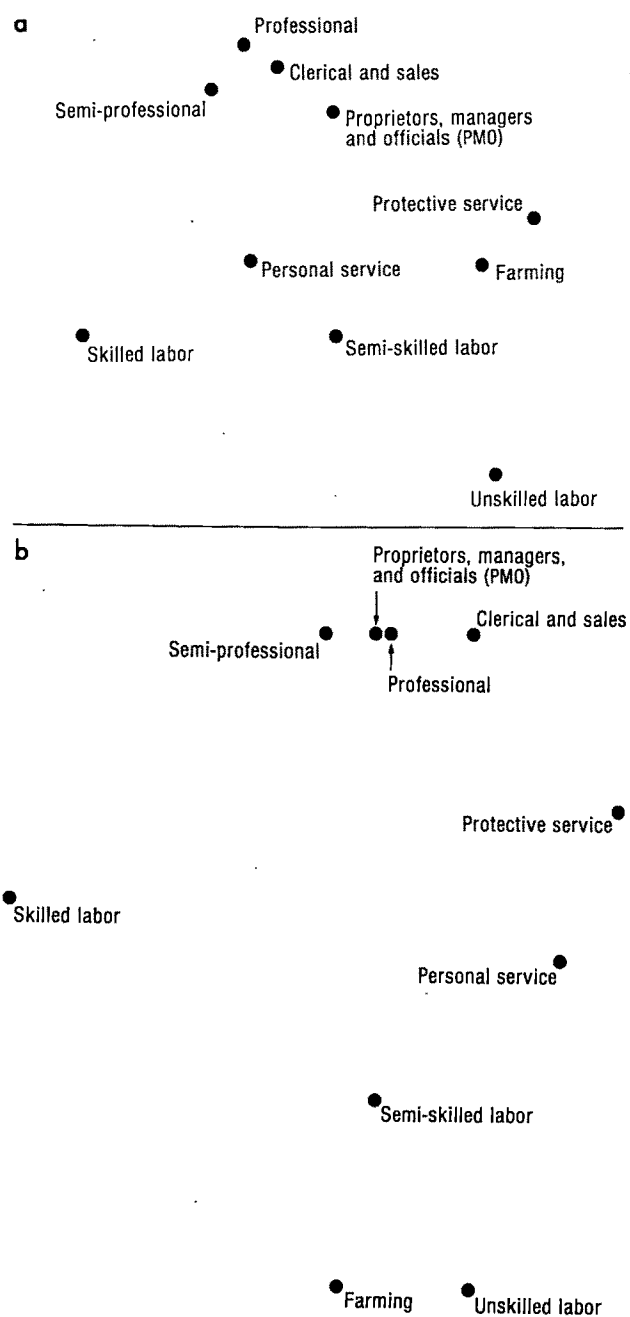 a
Professional
Clerical and sales
Semi-professional
Proprietors, managers
and officials (PMO)
Protective service
Personal service
Farming
Skilled labor
Semi-skilled labor
Unskilled labor
b
Proprietors, managers,
and officials (PMO)
Clerical and sales
Semi-professional
Professional
Protective service
Skilled labor
Personal service
Semi-skilled labor
Farming
Unskilled labor